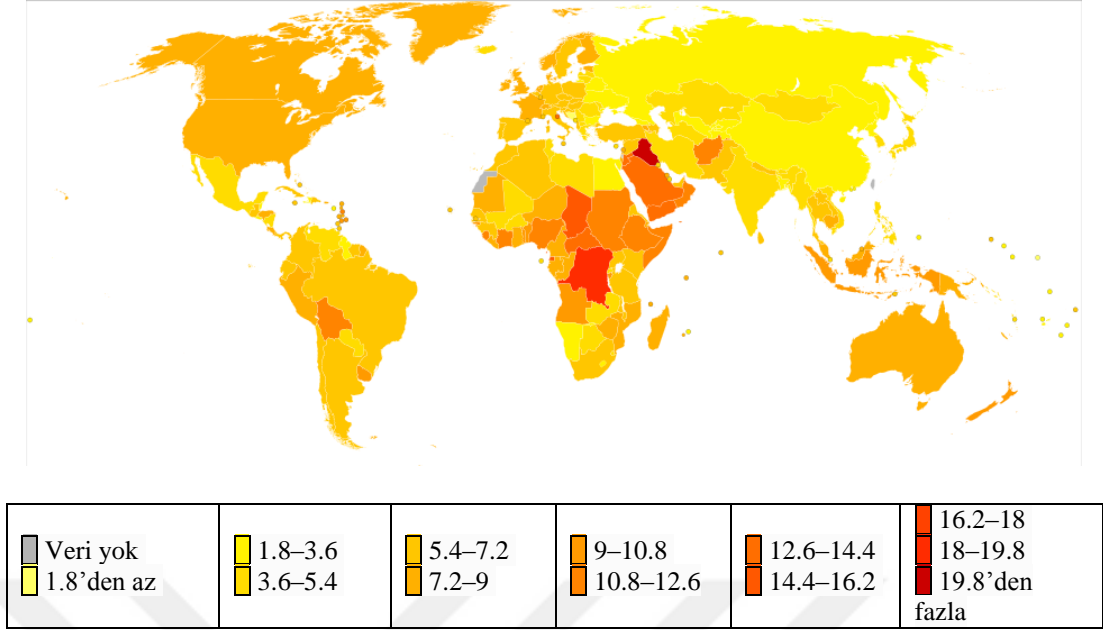 Veri yok
1.8’den az
1.8–3.6
3.6–5.4
5.4–7.2
7.2–9
9–10.8
10.8–12.6
12.6–14.4
14.4–16.2
16.2–18
18–19.8
19.8’den
fazla